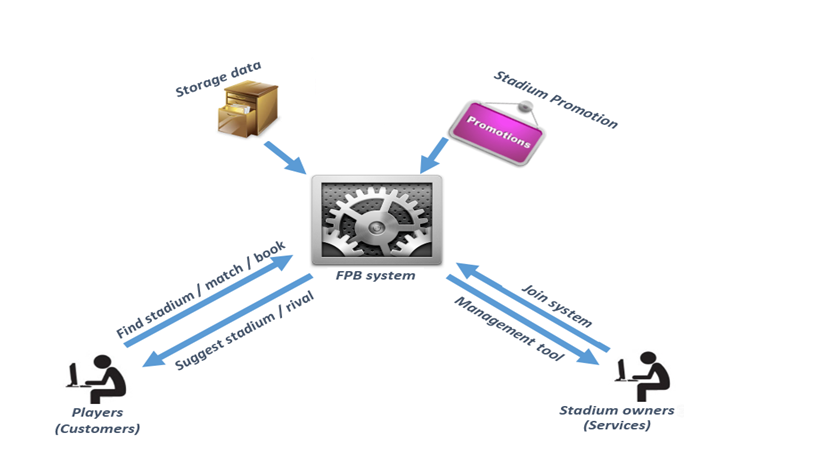 Storage data
Stadium Promotion
Promotions
FPB system
Find stadium / match / book
Suggest stadium / rival
Join system
Management tool
Players
(Customers)
Stadium owners
(Services)